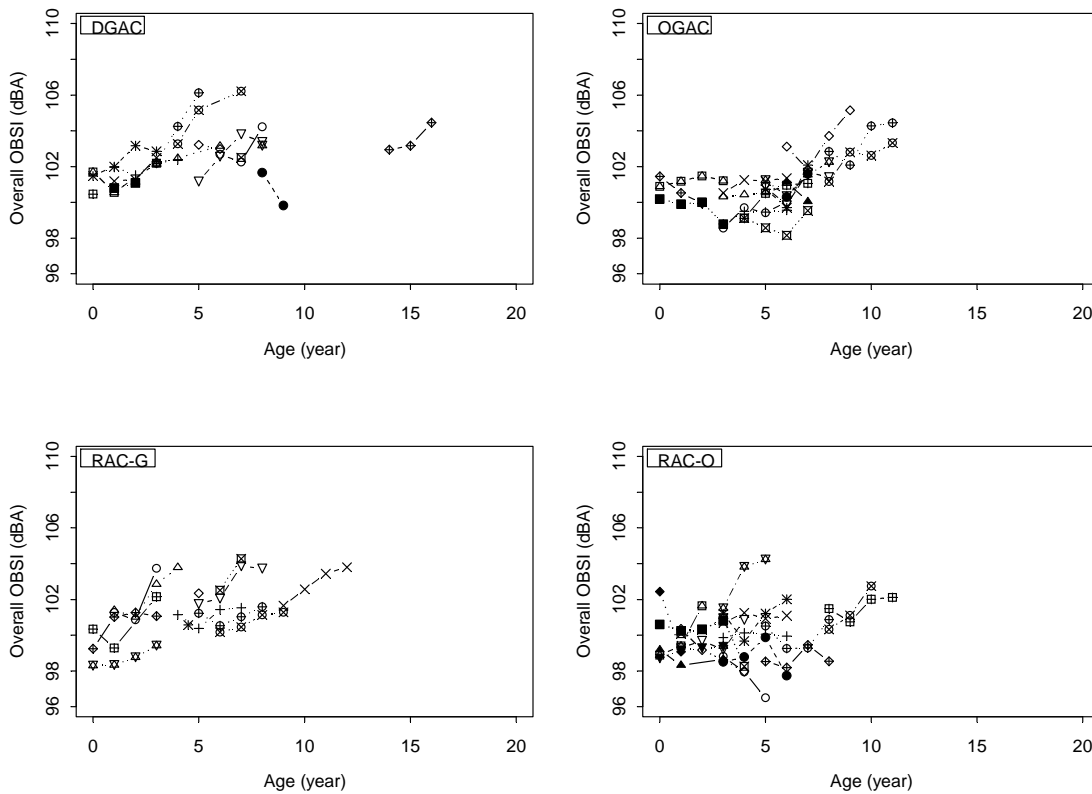 DGAC
Overall OBSI (dBA)
96 98 102 106 110
0 5 10 15 20
Age (year)
OGAC
Overall OBSI (dBA)
96 98 102 106 110
0 5 10 15 20
Age (year)
RAC-G
Overall OBSI (dBA)
96 98 102 106 110
0 5 10 15 20
Age (year)
RAC-O
Overall OBSI (dBA)
96 98 102 106 110
0 5 10 15 20
Age (year)